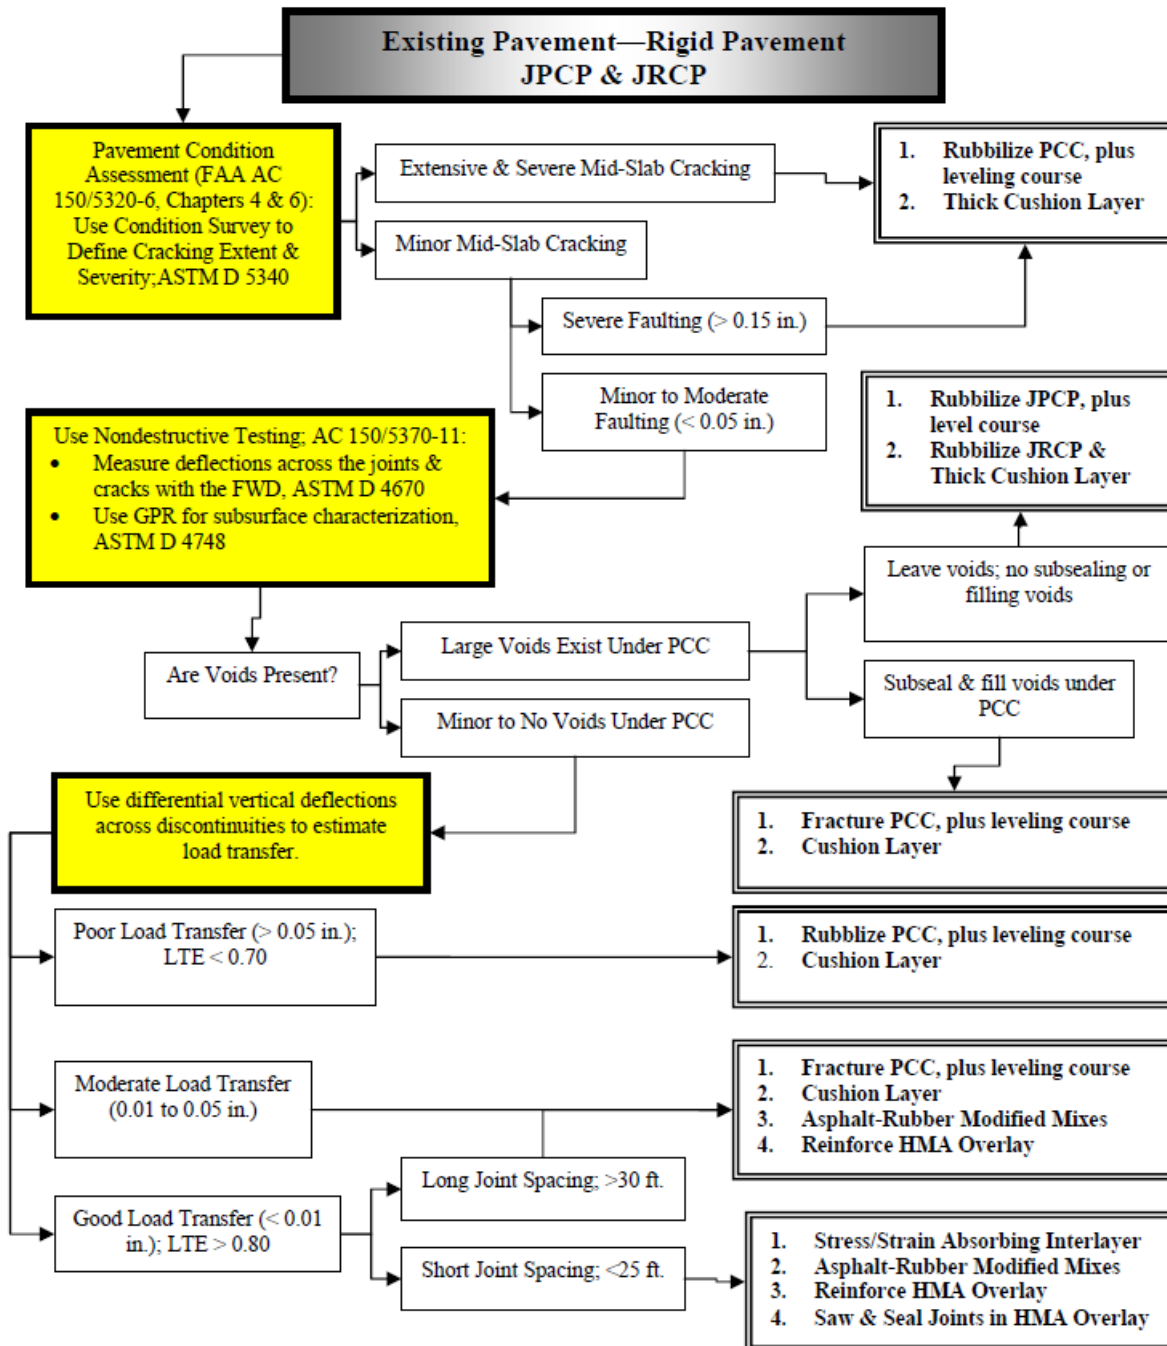 Existing Pavement—Rigid Pavement
JPCP & JRCP
Pavement Condition
Assessment (FAA AC
150/5320-6, Chapters 4 & 6):
Use Condition Survey to
Define Cracking Extent &
Severity;ASTM D 5340
Extensive & Severe Mid-Slab Cracking
Minor Mid-Slab Cracking
1. Rubbilize PCC, plus
leveling course
2. Thick Cushion Layer
Severe Faulting (> 0.15 in.)
Minor to Moderate
Faulting (< 0.05 in.)
1. Rubbilize JPCP, plus
level course
2. Rubbilize JRCP &
Thick Cushion Layer
Use Nondestructive Testing; AC 150/5370-11:
• Measure deflections across the joints &
cracks with the FWD, ASTM D 4670
• Use GPR for subsurface characterization,
ASTM D 4748
Leave voids; no subsealing or
filling voids
Are Voids Present?
Large Voids Exist Under PCC
Minor to No Voids Under PCC
Subseal & fill voids under
PCC
Use differential vertical deflections
across discontinuities to estimate
load transfer.
1. Fracture PCC, plus leveling course
2. Cushion Layer
Poor Load Transfer (> 0.05 in.);
LTE < 0.70
1. Rubblize PCC, plus leveling course
2. Cushion Layer
Moderate Load Transfer
(0.01 to 0.05 in.)
1. Fracture PCC, plus leveling course
2. Cushion Layer
3. Asphalt-Rubber Modified Mixes
4. Reinforce HMA Overlay
Long Joint Spacing; >30 ft.
Good Load Transfer (< 0.01
in.); LTE > 0.80
Short Joint Spacing; <25 ft.
1. Stress/Strain Absorbing Interlayer
2. Asphalt-Rubber Modified Mixes
3. Reinforce HMA Overlay
4. Saw & Seal Joints in HMA Overlay